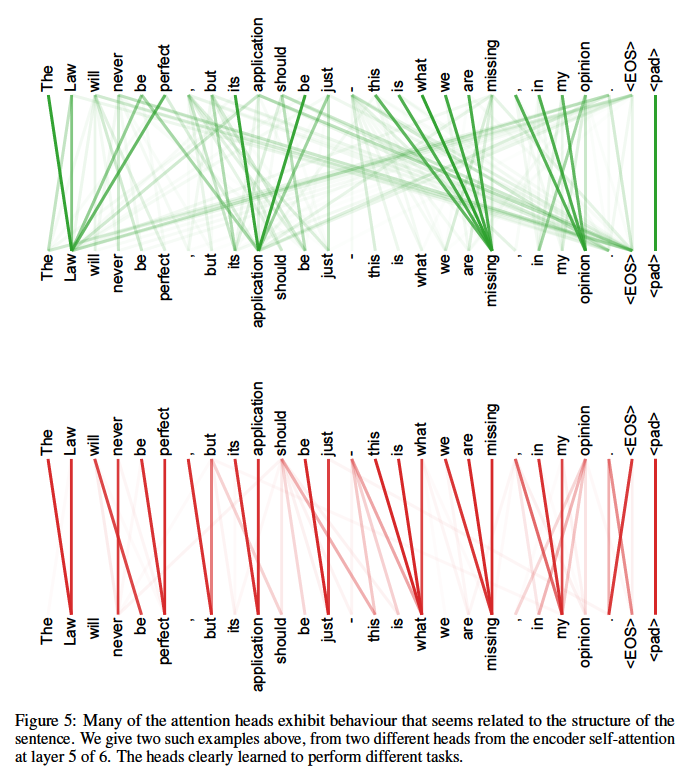 The Law will never be perfect , but its application should be just - this is what we are missing , in my opinion . <EOS> <pad>
The Law will never be perfect , but its application should be just - this is what we are missing , in my opinion . <EOS> <pad>
The Law will never be perfect , but its application should be just - this is what we are missing , in my opinion . <EOS> <pad>
The Law will never be perfect , but its application should be just - this is what we are missing , in my opinion . <EOS> <pad>
Figure 5: Many of the attention heads exhibit behaviour that seems related to the structure of the
sentence. We give two such examples above, from two different heads from the encoder self-attention
at layer 5 of 6. The heads clearly learned to perform different tasks.